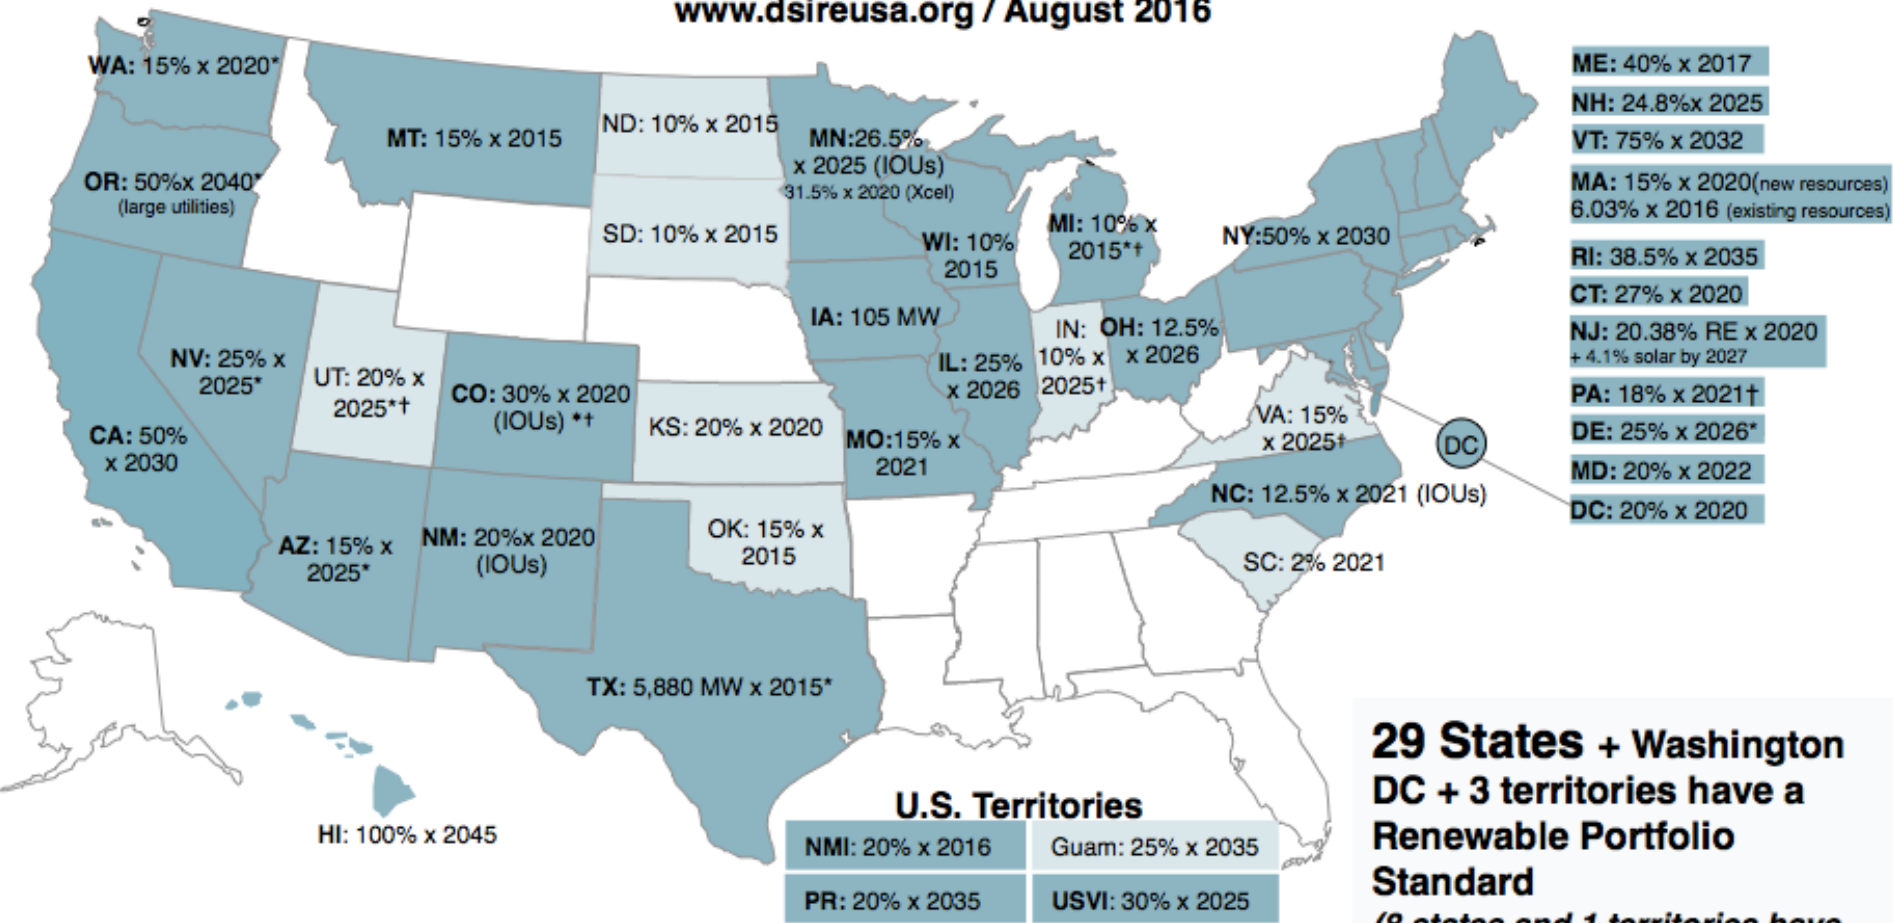 www.dsireusa.org / August 2016
WA: 15% x 2020*
MT: 15% x 2015
ND: 10% x 2015
MN:26.5%
x 2025 (IOUs)
31.5% x 2020 (Xcel)
OR: 50%x 2040*
(large utilities)
SD: 10% x 2015
WI: 10%
2015
MI: 10% x
2015*†
NY:50% x 2030
IA: 105 MW
NV: 25% x
2025*
UT: 20% x
2025*†
CO: 30% x 2020
(IOUs) *†
KS: 20% x 2020
MO:15% x
2021
IL: 25%
x 2026
IN:
10% x
2025†
OH: 12.5%
x 2026
CA: 50%
x 2030
VA: 15%
x 2025†
DC
NC: 12.5% x 2021 (IOUs)
AZ: 15% x
2025*
NM: 20%x 2020
(IOUs)
OK: 15% x
2015
SC: 2% 2021
TX: 5,880 MW x 2015*
HI: 100% x 2045
ME: 40% x 2017
NH: 24.8%x 2025
VT: 75% x 2032
MA: 15% x 2020(new resources)
6.03% x 2016 (existing resources)
RI: 38.5% x 2035
CT: 27% x 2020
NJ: 20.38% RE x 2020
+ 4.1% solar by 2027
PA: 18% x 2021†
DE: 25% x 2026*
MD: 20% x 2022
DC: 20% x 2020
U.S. Territories
NMI: 20% x 2016
Guam: 25% x 2035
PR: 20% x 2035
USVI: 30% x 2025
29 States + Washington
DC + 3 territories have a
Renewable Portfolio
Standard
(8 states and 1 territories have